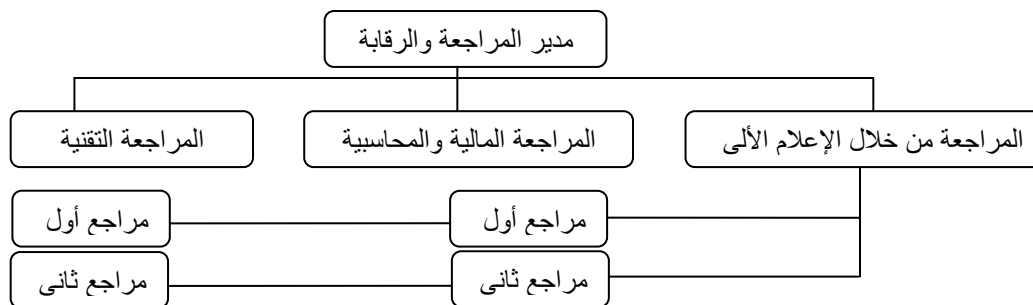 مدير المراجعة والرقابة
المراجعة من خلال الإعلام الألى
المراجعة المالية والمحاسبية
المراجعة التقنية
مراجع أول
مراجع أول
مراجع ثانى
مراجع ثانى